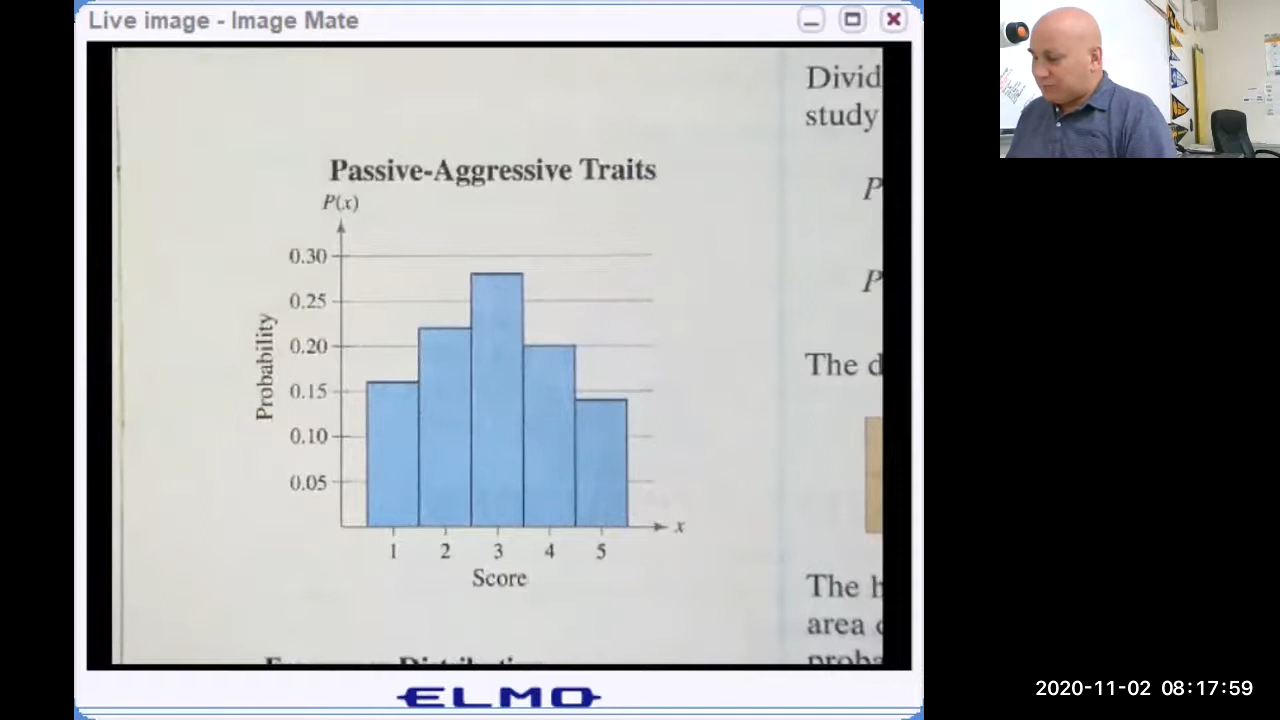 Live image - Image Mate
Divid
study
Passive-Aggressive Traits
P(x)
P
0.30
0.25
P
0.20
Probability
The d
0.15
0.10
0.05
x
1 2 3 4 5
Score
The h
area o
proba
ELMO
2020-11-02 08:17:59